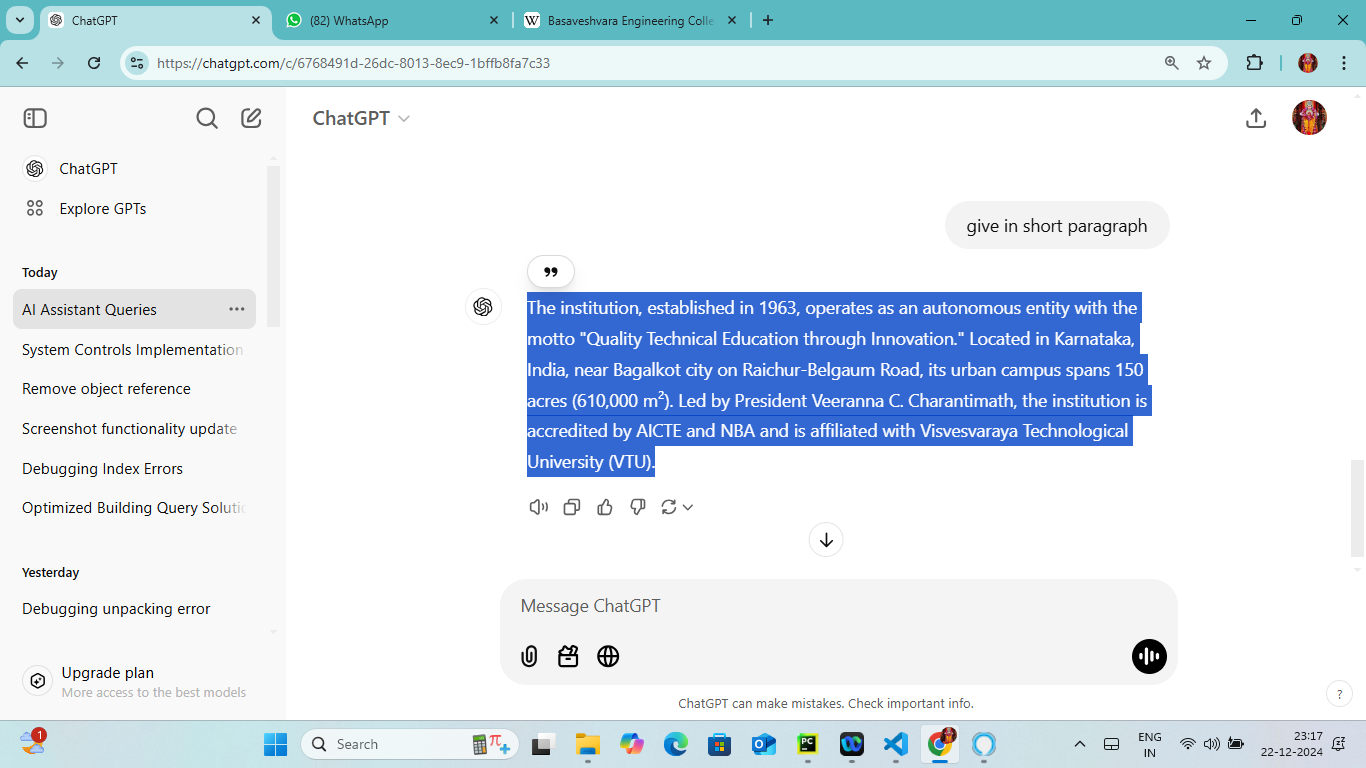 ChatGPT
(82) WhatsApp
W Basaveshvara Engineering Colle
https://chatgpt.com/c/6768491d-26dc-8013-8ec9-1bffb8fa7c33
ChatGPT
ChatGPT
Explore GPTs
Today
AI Assistant Queries
System Controls Implementation
Remove object reference
Screenshot functionality update
Debugging Index Errors
Optimized Building Query Soluti
Yesterday
Debugging unpacking error
Upgrade plan
More access to the best models
give in short paragraph
The institution, established in 1963, operates as an autonomous entity with the
motto "Quality Technical Education through Innovation." Located in Karnataka,
India, near Bagalkot city on Raichur-Belgaum Road, its urban campus spans 150
acres (610,000 m²). Led by President Veeranna C. Charantimath, the institution is
accredited by AICTE and NBA and is affiliated with Visvesvaraya Technological
University (VTU).
Message ChatGPT
ChatGPT can make mistakes. Check important info.
?
1
Search
PC
ENG
IN
23:17
22-12-2024